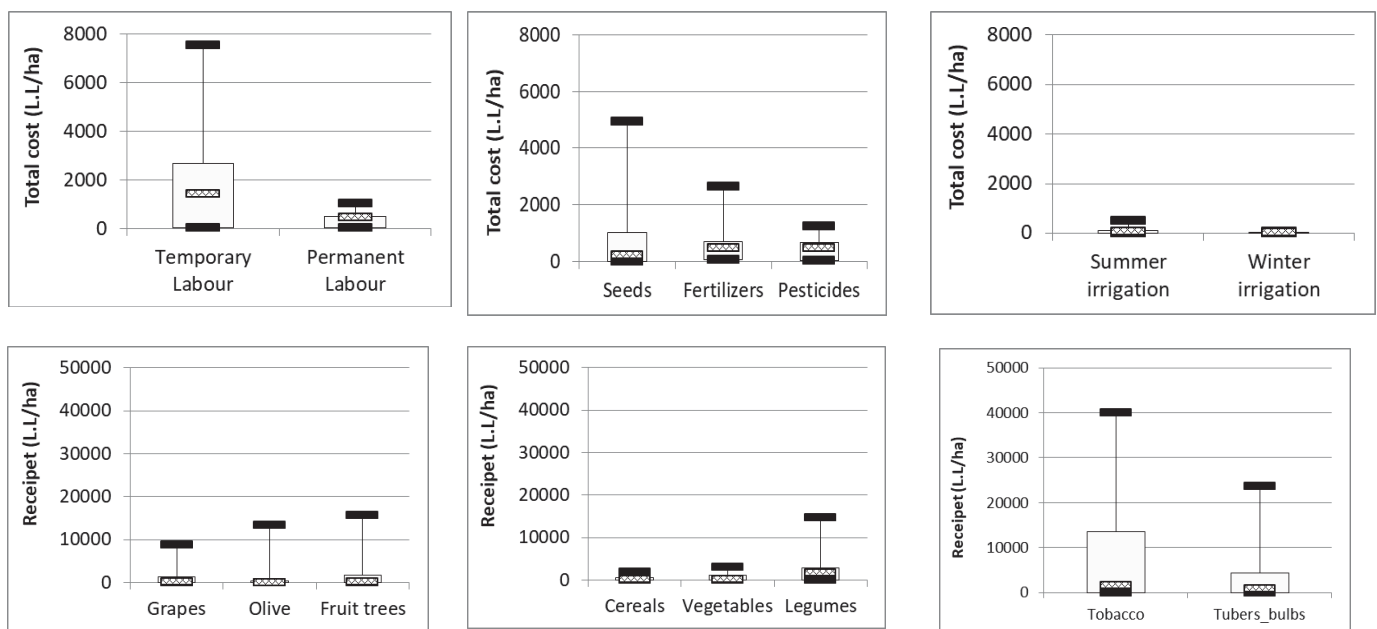 Total cost (L.L/ha)
8000
6000
4000
2000
0
Temporary
Labour
Permanent
Labour
Total cost (L.L/ha)
8000
6000
4000
2000
0
Seeds
Fertilizers
Pesticides
Total cost (L.L/ha)
8000
6000
4000
2000
0
Summer
irrigation
Winter
irrigation
Receipet (L.L/ha)
50000
40000
30000
20000
10000
0
Grapes
Olive
Fruit trees
Receipet (L.L/ha)
50000
40000
30000
20000
10000
0
Cereals
Vegetables
Legumes
Receipet (L.L/ha)
50000
40000
30000
20000
10000
0
Tobacco
Tubers_bulbs